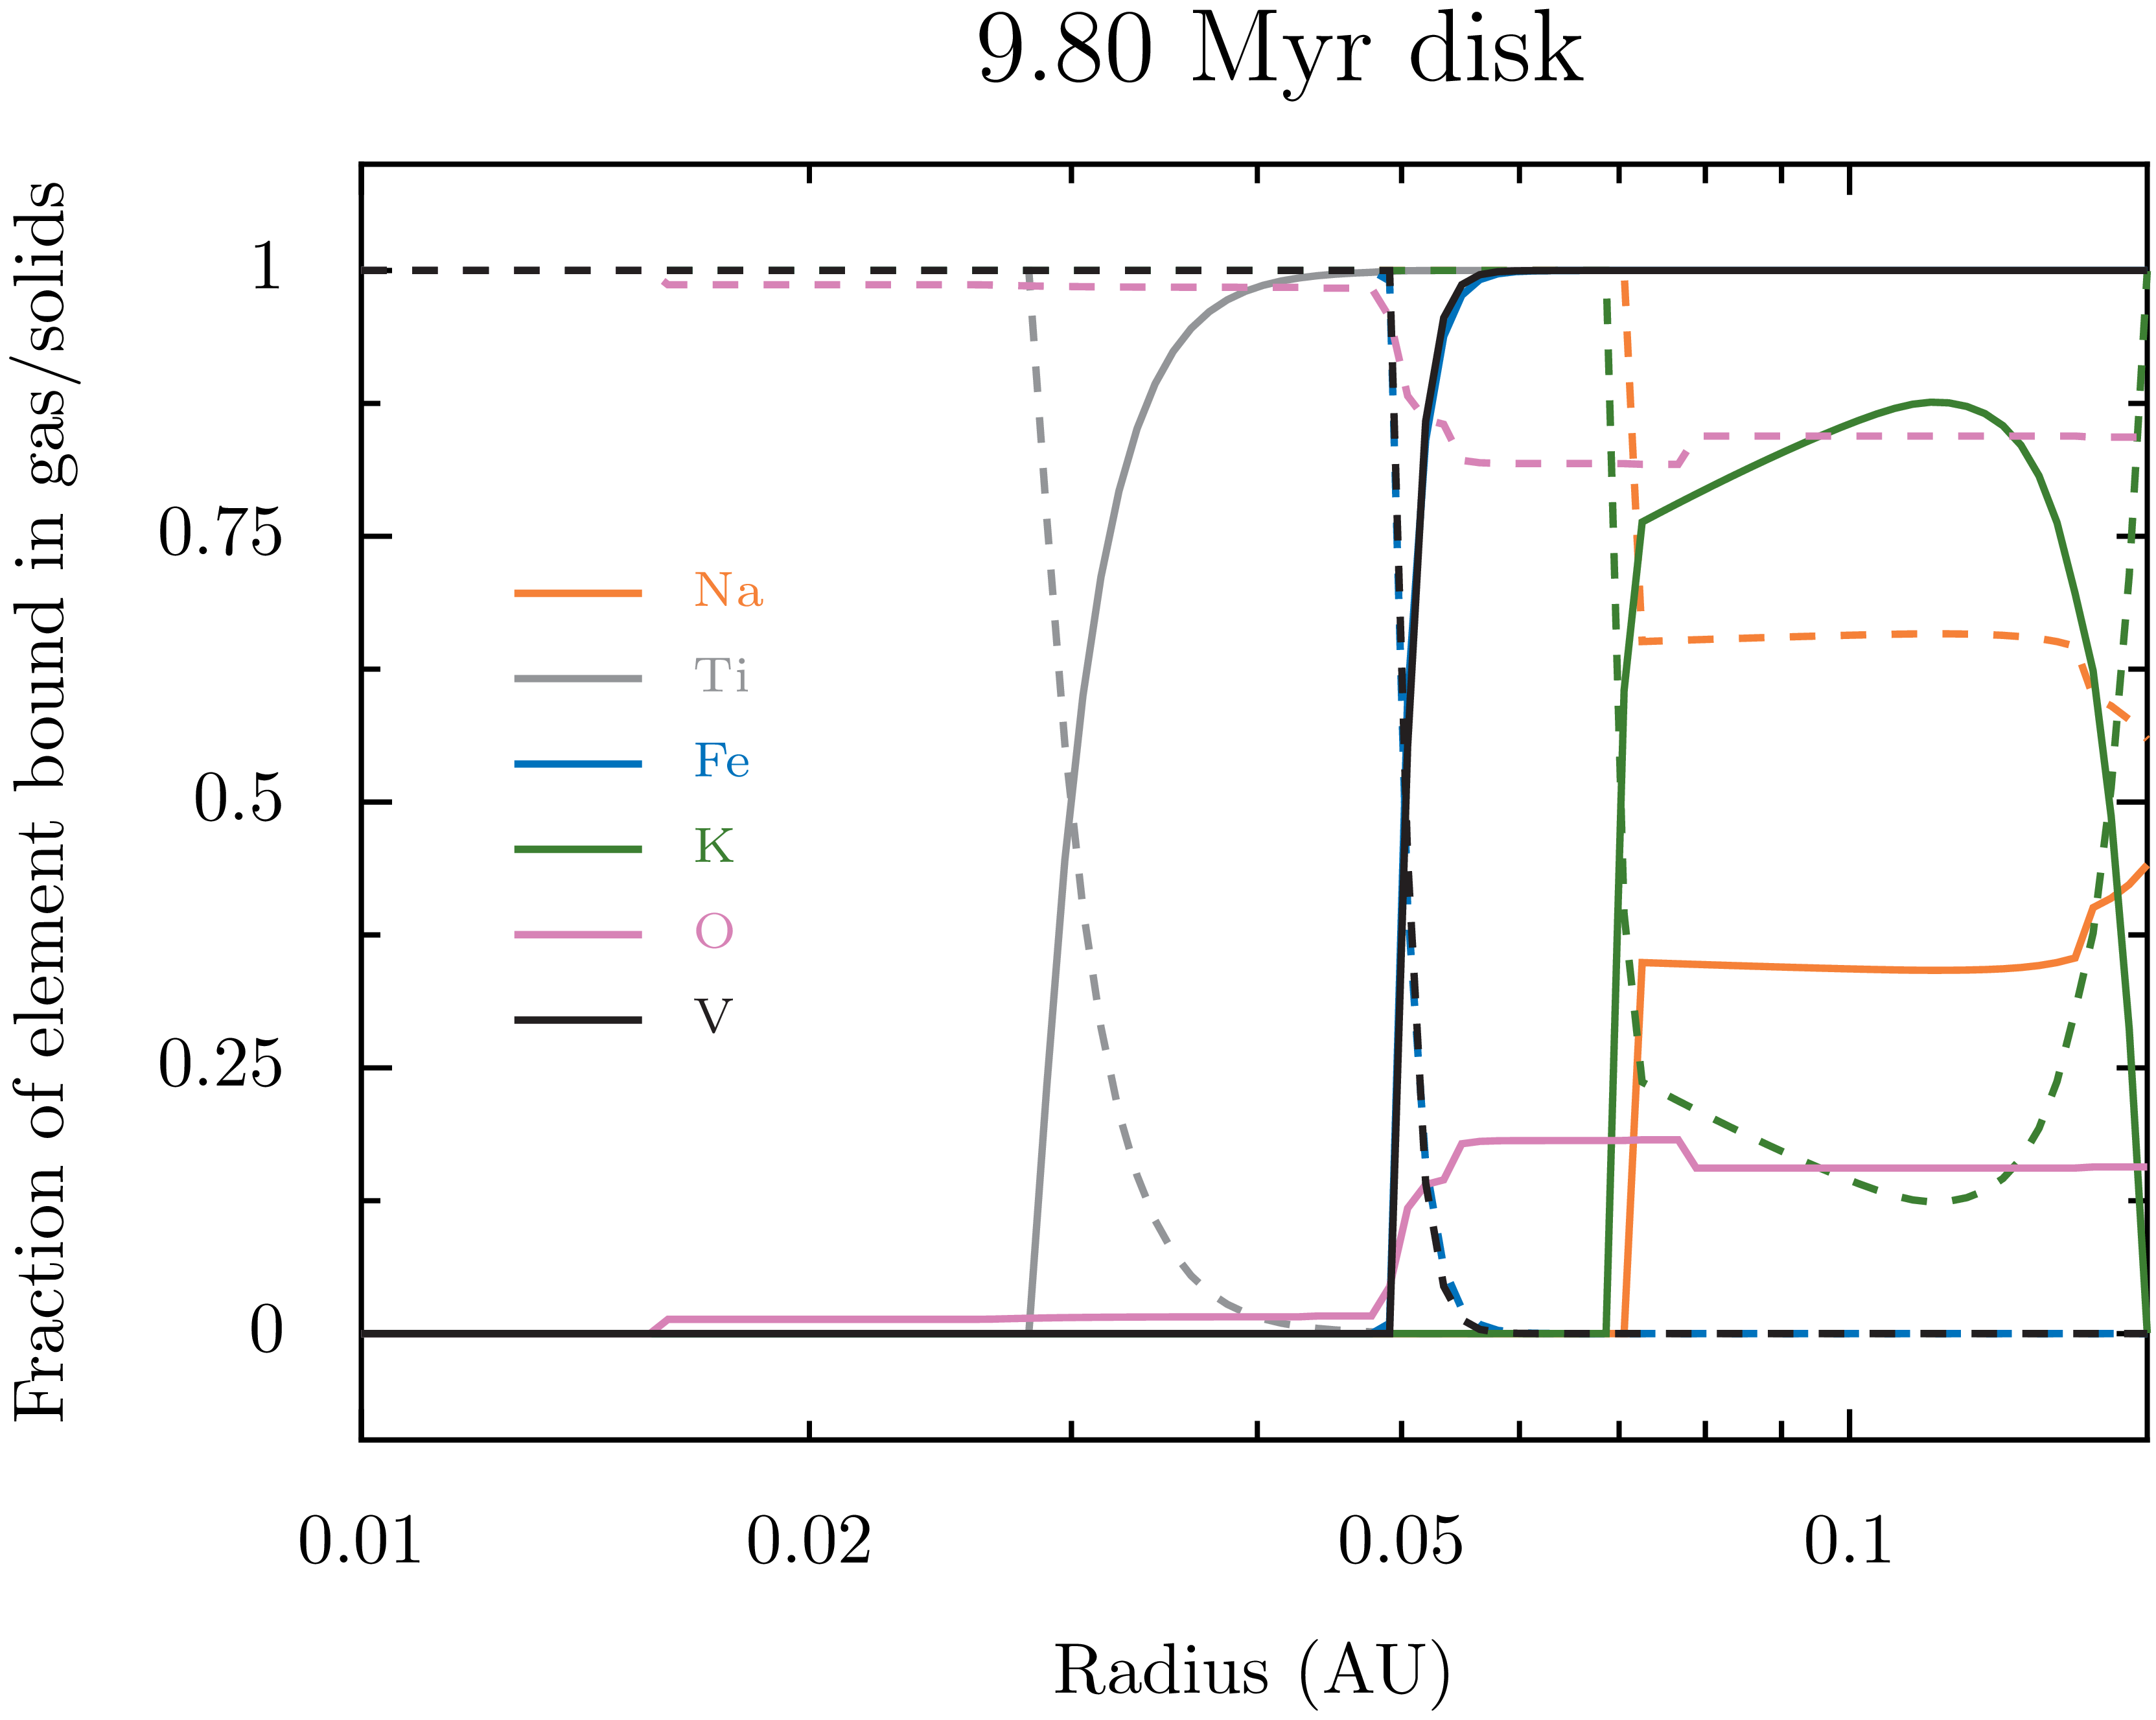 9.80 Myr disk
Fraction of element bound in gas/solids
1
0.75
0.5
0.25
0
Na
Ti
Fe
K
O
V
0.01 0.02 0.05 0.1
Radius (AU)